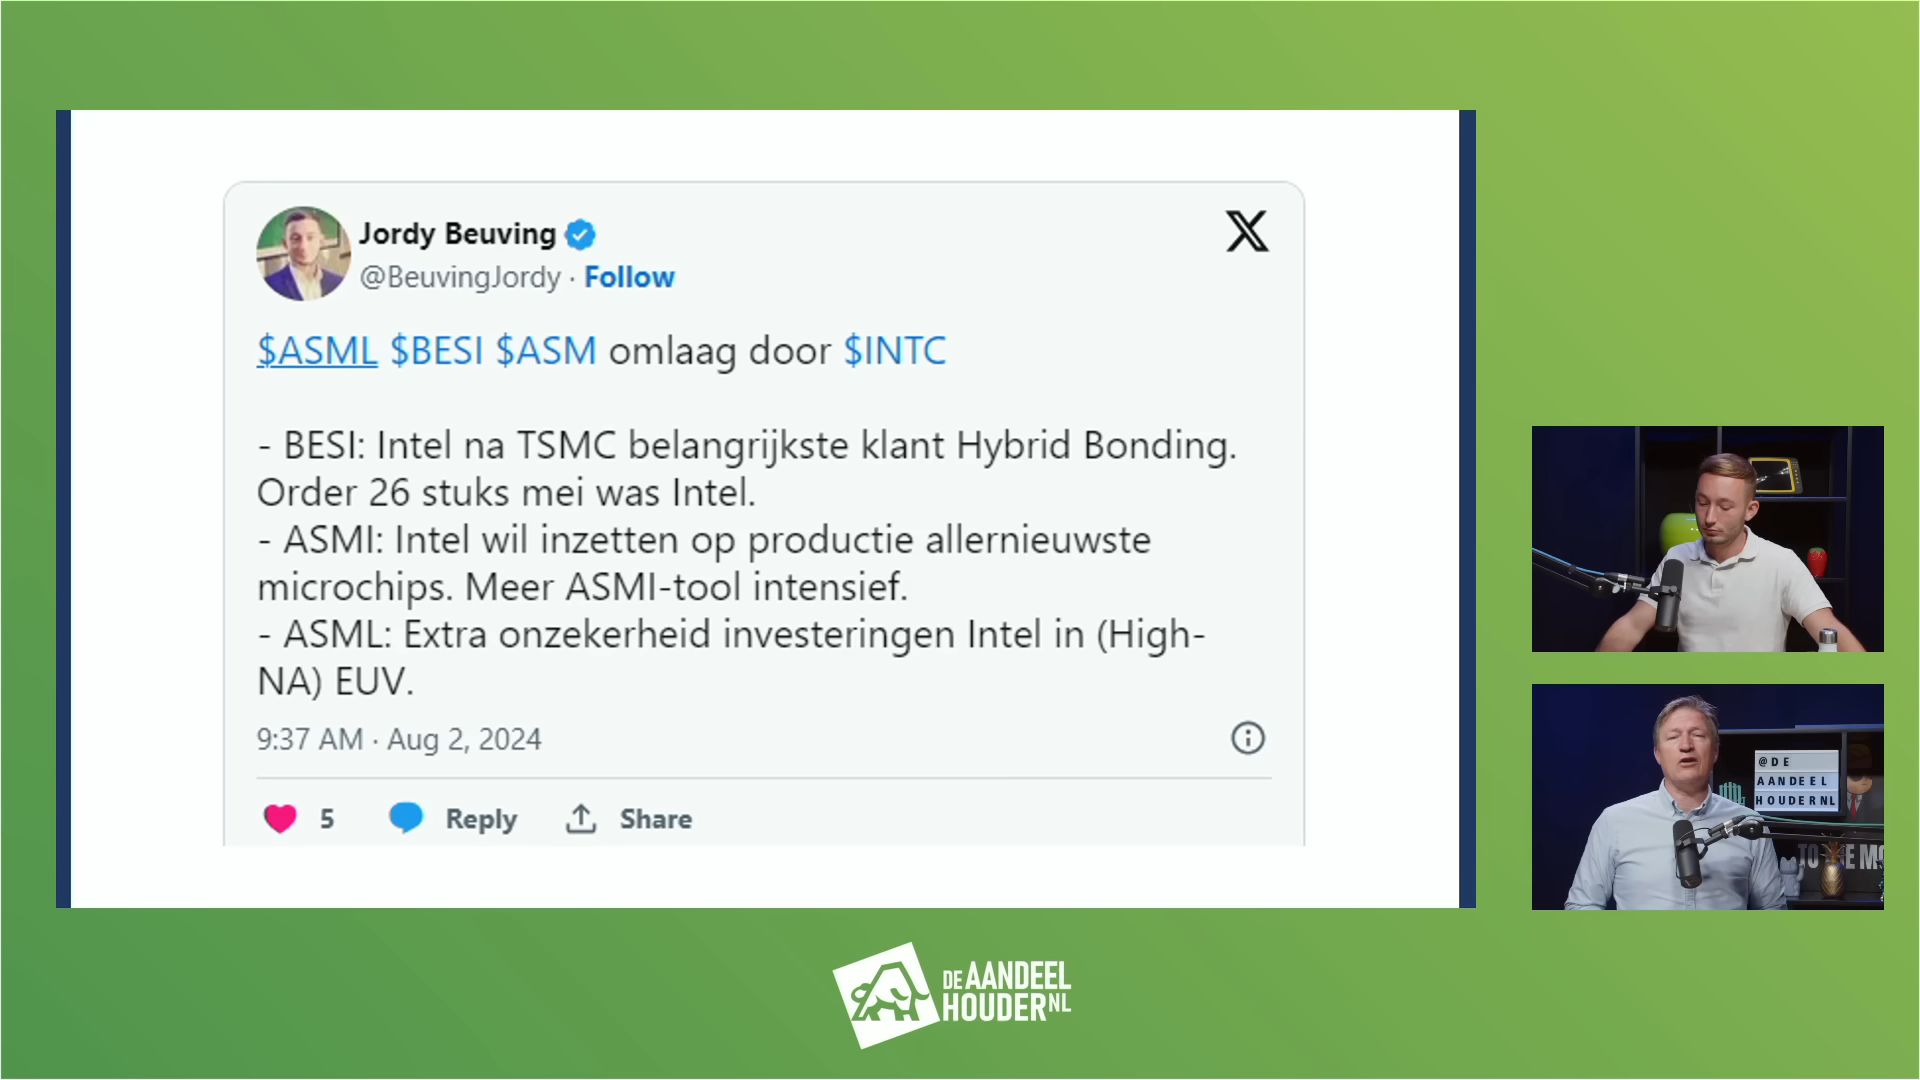 Jordy Beuving
@BeuvingJordy · Follow
$ASML $BESI $ASM omlaag door $INTC
- BESI: Intel na TSMC belangrijkste klant Hybrid Bonding.
Order 26 stuks mei was Intel.
- ASMI: Intel wil inzetten op productie allernieuwste
microchips. Meer ASMI-tool intensief.
- ASML: Extra onzekerheid investeringen Intel in (High-
NA) EUV.
9:37 AM · Aug 2, 2024
5 Reply Share
@DE
AANDEEL
HOUDERNL
TO THE
DE AANDEEL
HOUDER NL